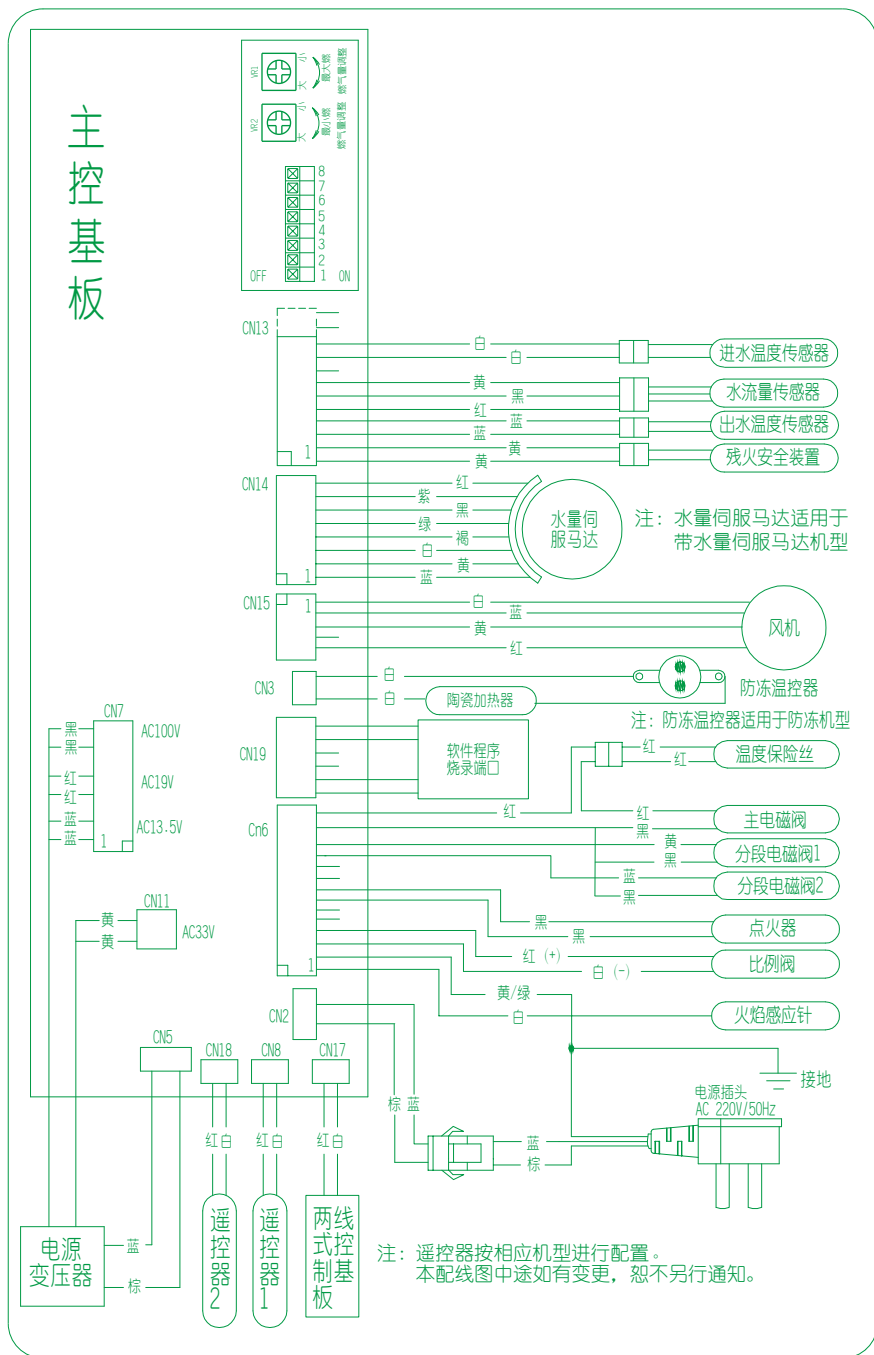 主控基板
VR1
小
大
最大燃
燃气量调整
VR2
小
大
最小燃
燃气量调整
8
7
6
5
4
3
2
OFF 1 ON
CN13
白
白
进水温度传感器
黄
黑
红
水流量传感器
蓝
蓝
出水温度传感器
黄
黄
残火安全装置
1
CN14
红
紫
黑
绿
褐
白
黄
蓝
1
水量伺
服马达
注: 水量伺服马达适用于
带水量伺服马达机型
CN15
1
白
蓝
黄
红
风机
CN3
白
白
陶瓷加热器
防冻温控器
注: 防冻温控器适用于防冻机型
CN7
黑
黑
AC100V
红
红
AC19V
蓝
蓝
AC13.5V
1
CN19
软件程序
烧录端口
Cn6
红
红
红
温度保险丝
红
黑
主电磁阀
黄
黑
分段电磁阀1
蓝
黑
分段电磁阀2
黑
黑
点火器
红 (+)
白 (-)
比例阀
黄/绿
白
火焰感应针
1
CN11
黄
黄
AC33V
CN2
棕
蓝
接地
电源插头
AC 220V/50Hz
蓝
棕
CN5
CN18
CN8
CN17
红白
红白
红白
电源
变压器
蓝
棕
遥控器2
遥控器1
两线
式控
制基
板
注: 遥控器按相应机型进行配置。
本配线图中途如有变更, 恕不另行通知。